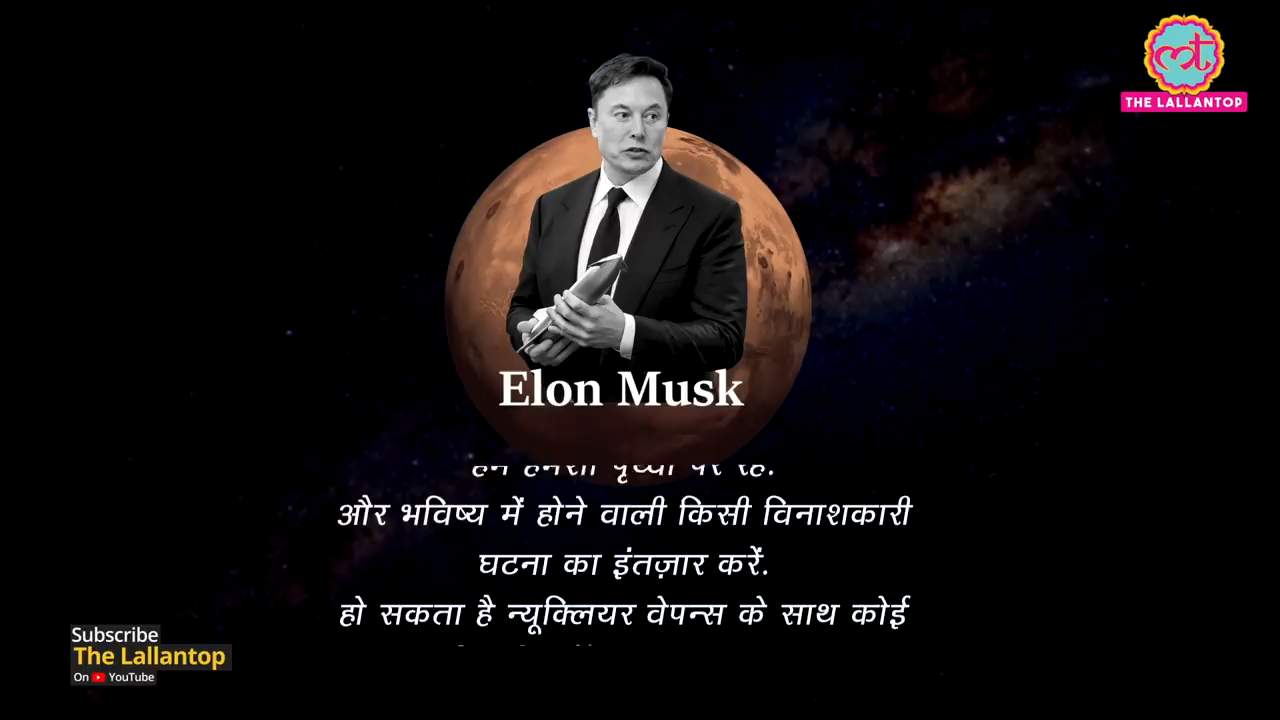 THE LALLANTOP
Elon Musk
और भविष्य में होने वाली किसी विनाशकारी
घटना का इंतज़ार करें.
हो सकता है न्यूक्लियर वेपन्स के साथ कोई
Subscribe
The Lallantop
On YouTube